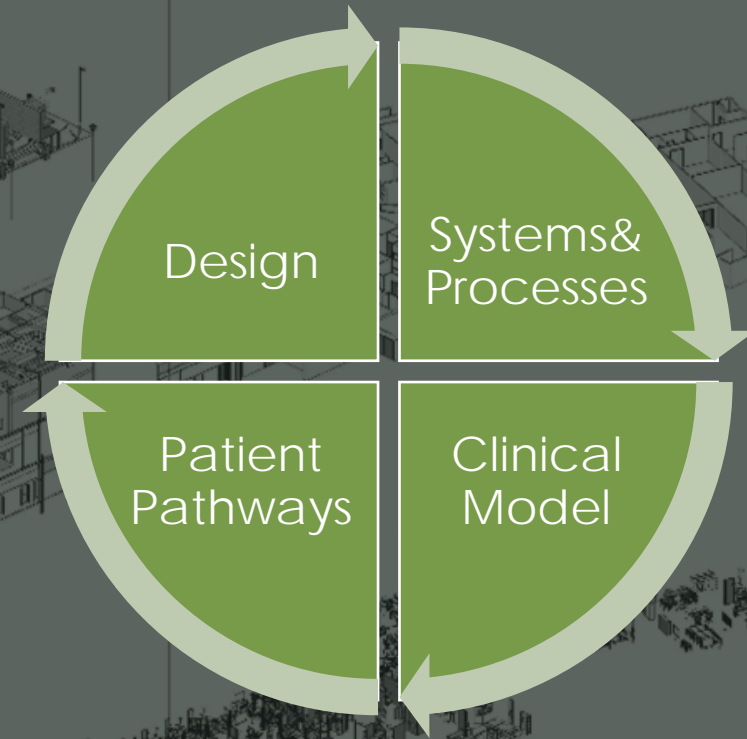 Design
Systems&
Processes
Patient
Pathways
Clinical
Model